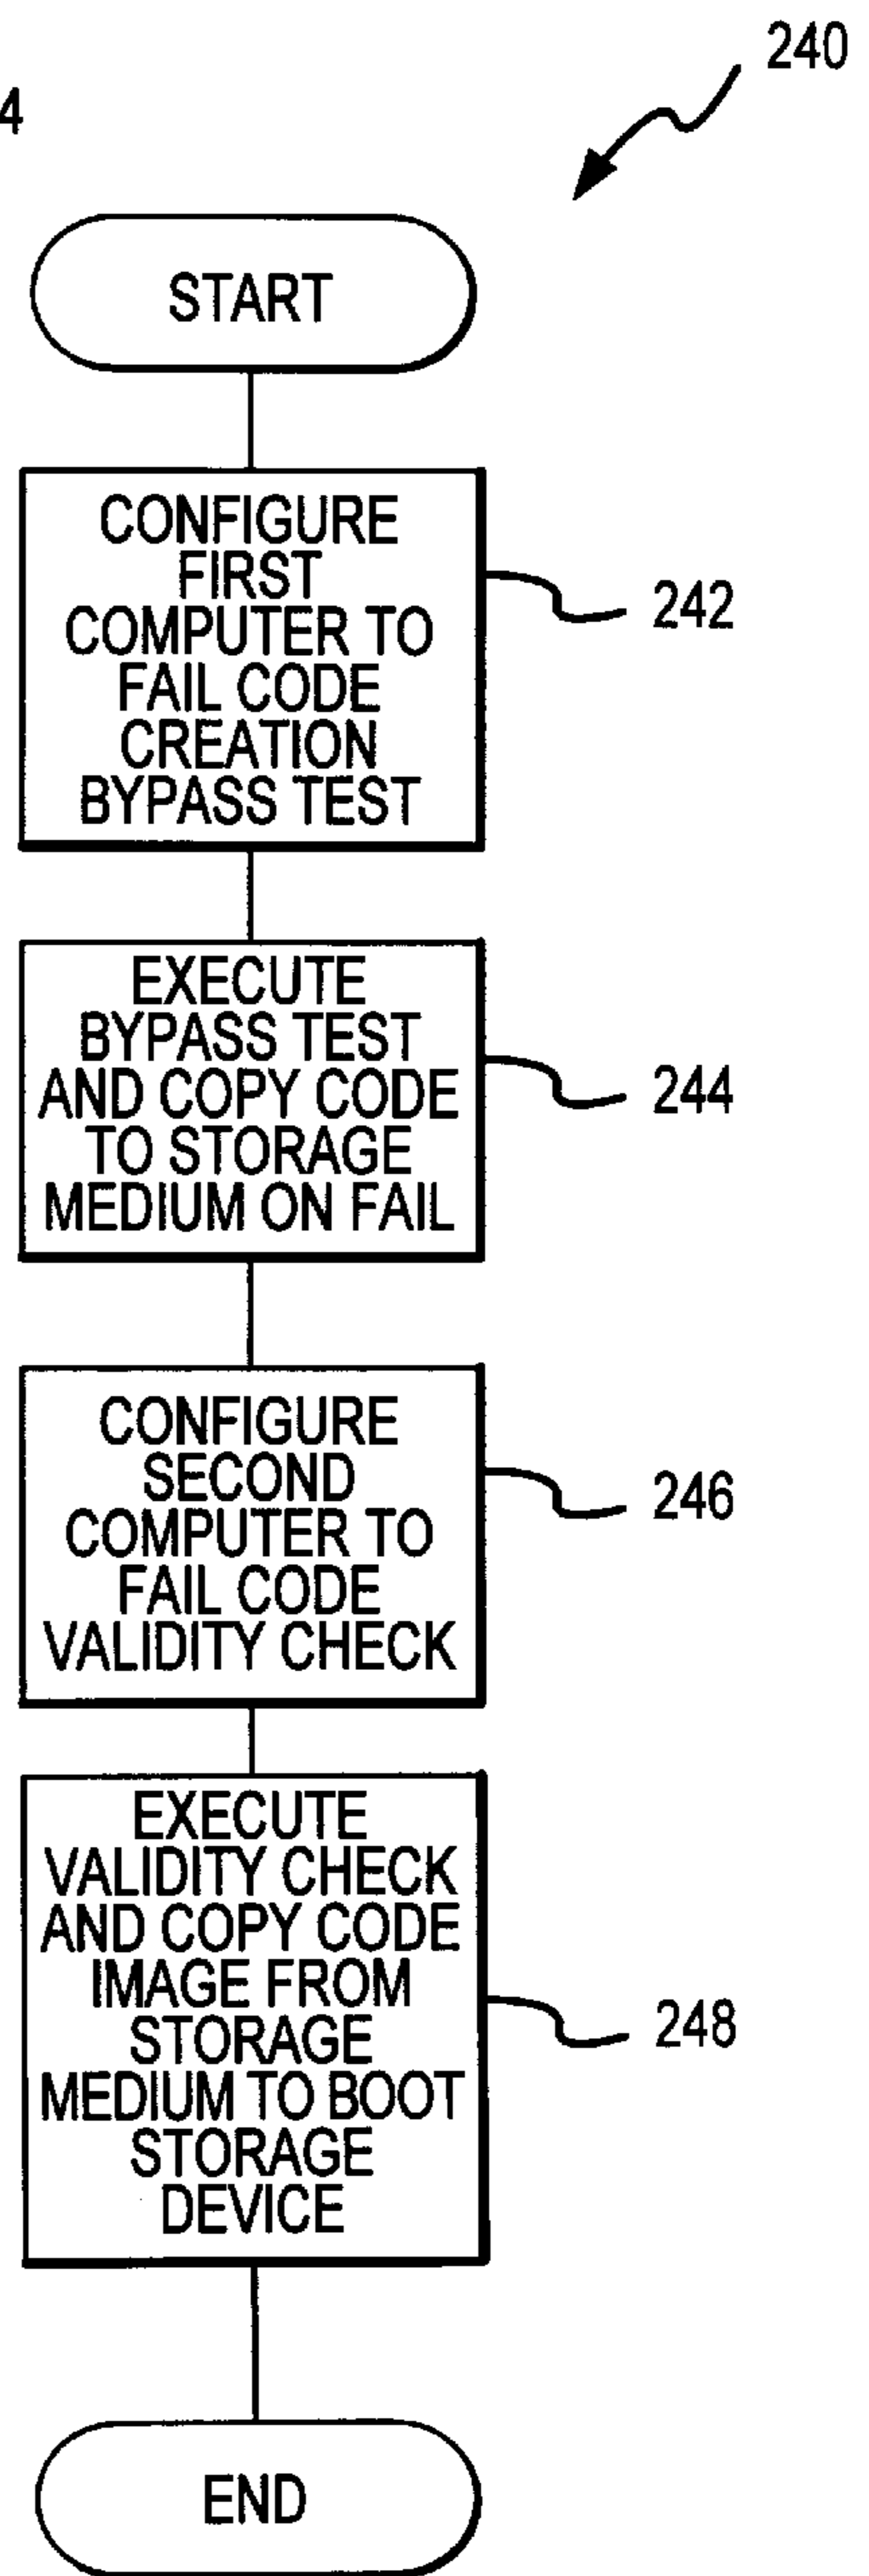 240
4
START
CONFIGURE
FIRST
COMPUTER TO
FAIL CODE
CREATION
BYPASS TEST
242
EXECUTE
BYPASS TEST
AND COPY CODE
TO STORAGE
MEDIUM ON FAIL
244
CONFIGURE
SECOND
COMPUTER TO
FAIL CODE
VALIDITY CHECK
246
EXECUTE
VALIDITY CHECK
AND COPY CODE
IMAGE FROM
STORAGE
MEDIUM TO BOOT
STORAGE
DEVICE
248
END